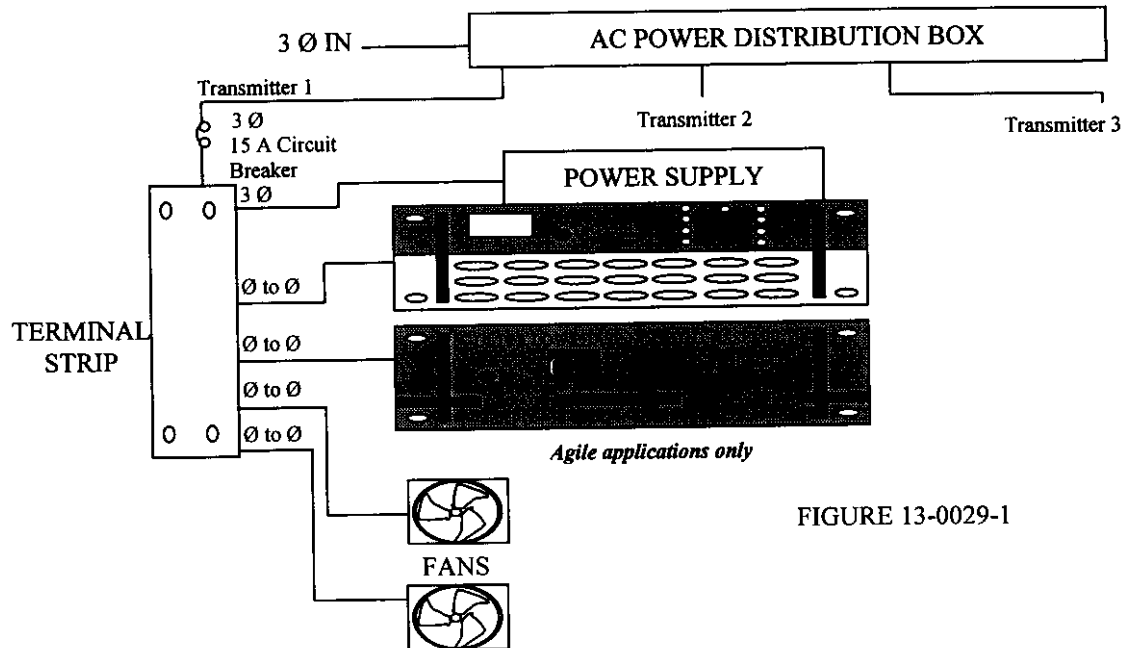 3 Ø IN
AC POWER DISTRIBUTION BOX
Transmitter 1
Transmitter 2
Transmitter 3
3 Ø
15 A Circuit
Breaker
3 Ø
POWER SUPPLY
Ø to Ø
TERMINAL
STRIP
Ø to Ø
Ø to Ø
Ø to Ø
Agile applications only
FANS
FIGURE 13-0029-1